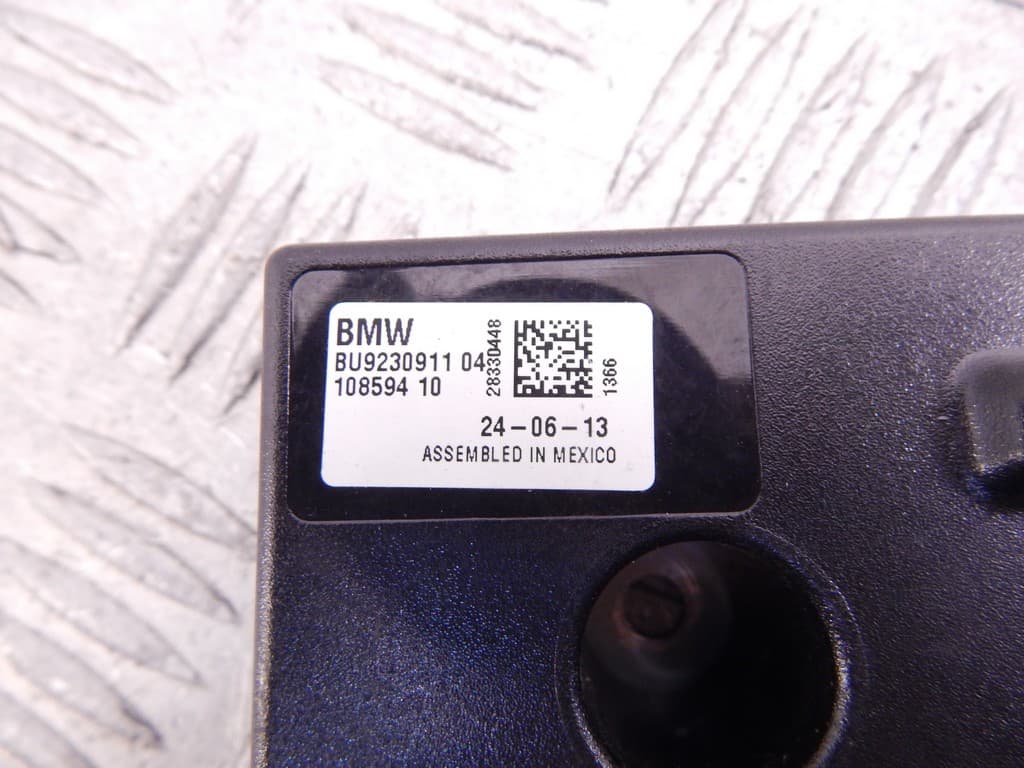 BMW
BU9230911 04
108594 10
28330448
1366
24-06-13
ASSEMBLED IN MEXICO